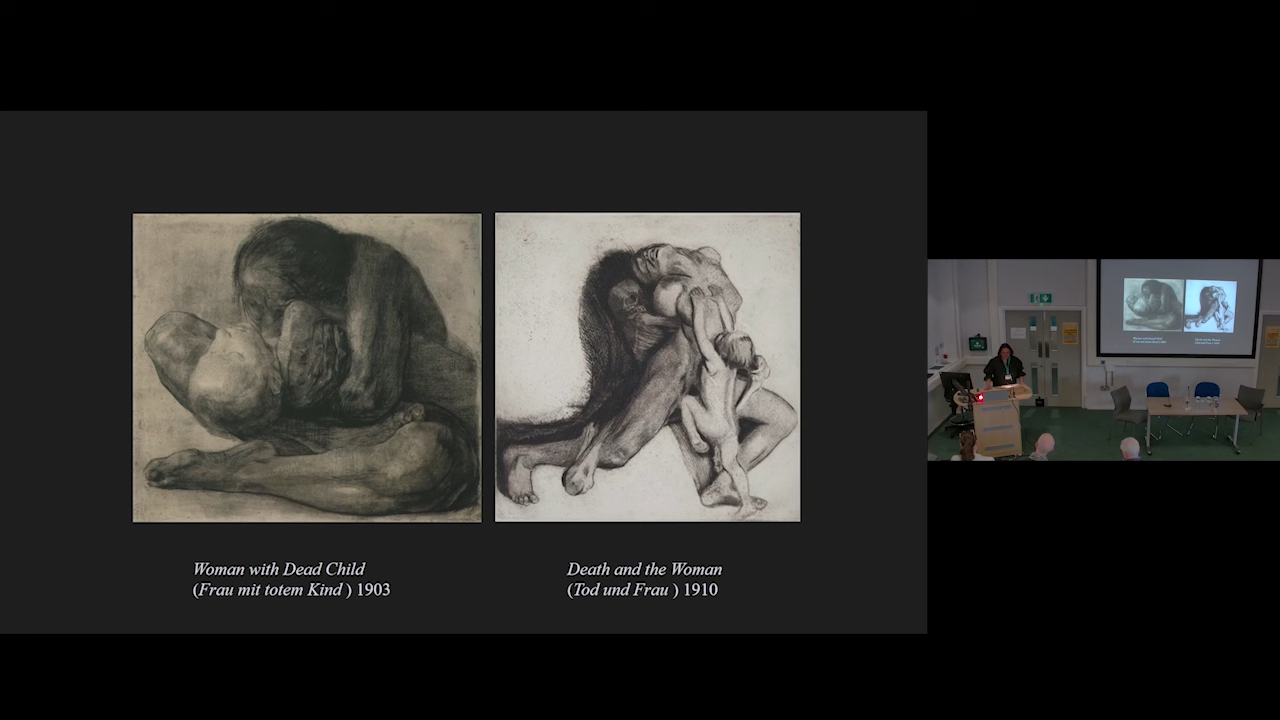 Woman with Dead Child
(Frau mit totem Kind ) 1903
Death and the Woman
(Tod und Frau ) 1910